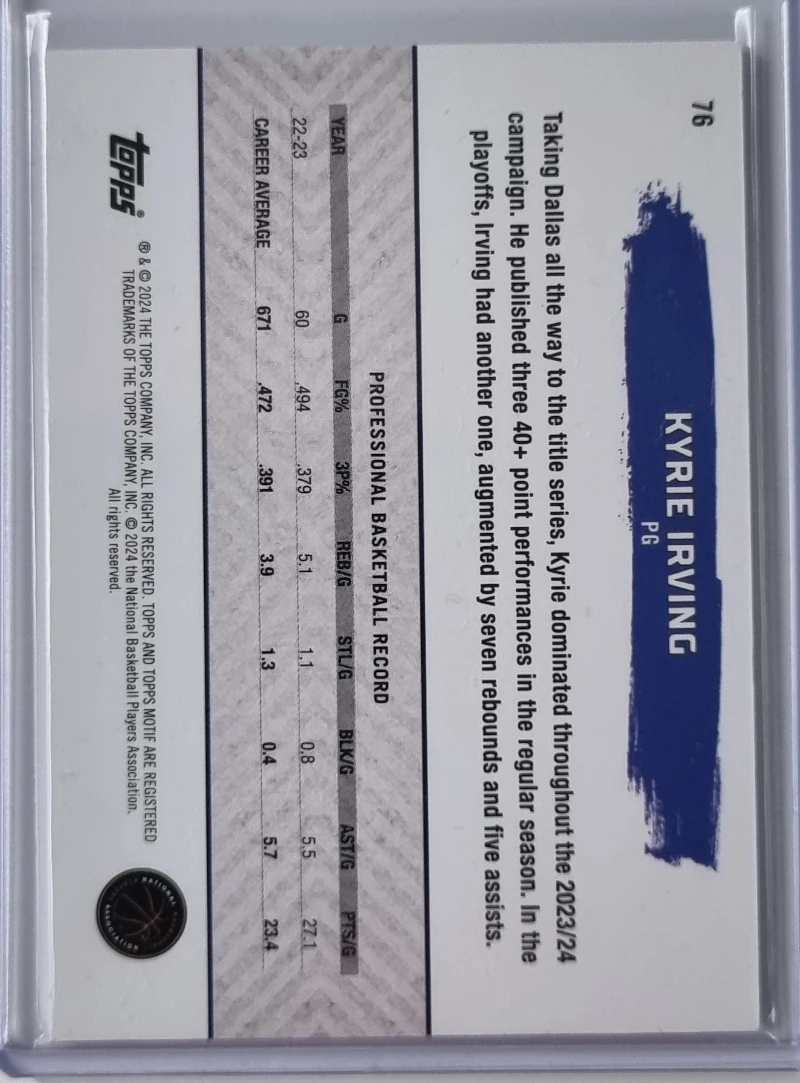 76
KYRIE IRVING
PG
Taking Dallas all the way to the title series, Kyrie dominated throughout the 2023/24
campaign. He published three 40+ point performances in the regular season. In the
playoffs, Irving had another one, augmented by seven rebounds and five assists.
PROFESSIONAL BASKETBALL RECORD
YEAR G FG% 3P% REB/G STL/G BLK/G AST/G PTS/G
22-23 60 .494 .379 5.1 1.1 0.8 5.5 27.1
CAREER AVERAGE 671 .472 .391 3.9 1.3 0.4 5.7 23.4
topps®
® & © 2024 THE TOPPS COMPANY, INC. ALL RIGHTS RESERVED. TOPPS AND TOPPS MOTIF ARE REGISTERED
TRADEMARKS OF THE TOPPS COMPANY, INC. © 2024 the National Basketball Players Association.
All rights reserved.
NATIONAL
ASSOCIATION